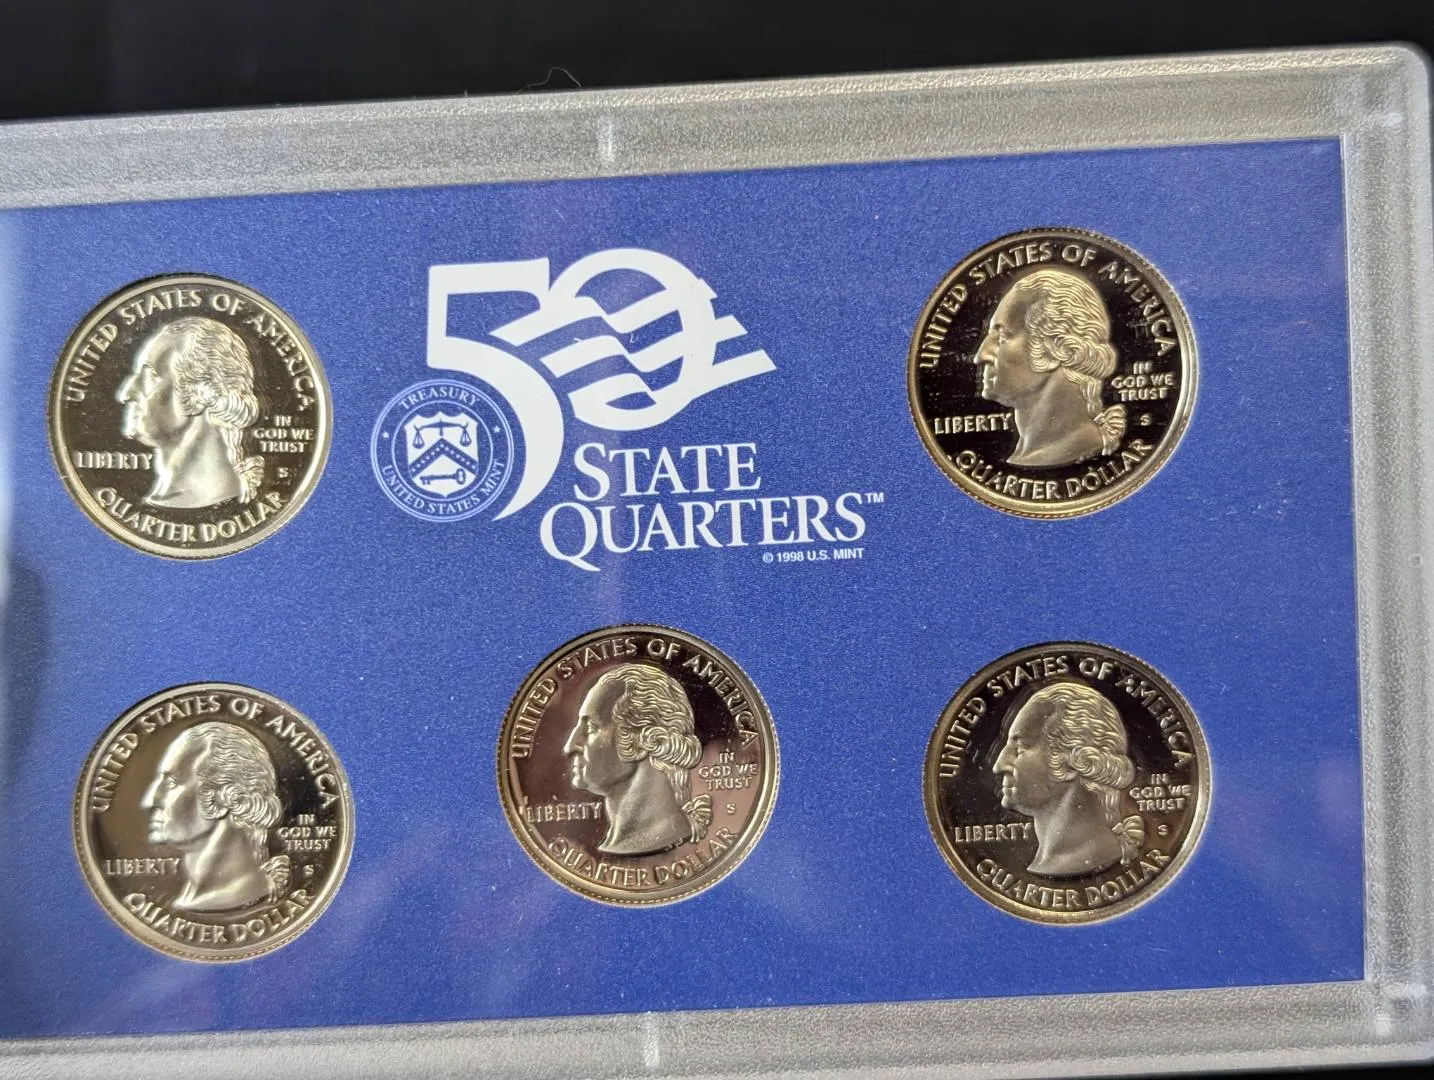 UNITED STATES OF AMERICA
IN
GOD WE
TRUST
LIBERTY
S
QUARTER DOLLAR
50
TREASURY
UNITED STATES MINT
STATE
QUARTERS™
© 1998 U.S. MINT
UNITED STATES OF AMERICA
IN
GOD WE
TRUST
LIBERTY
S
QUARTER DOLLAR
UNITED STATES OF AMERICA
IN
GOD WE
TRUST
LIBERTY
S
QUARTER DOLLAR
UNITED STATES OF AMERICA
IN
GOD WE
TRUST
LIBERTY
S
QUARTER DOLLAR
UNITED STATES OF AMERICA
IN
GOD WE
TRUST
LIBERTY
S
QUARTER DOLLAR